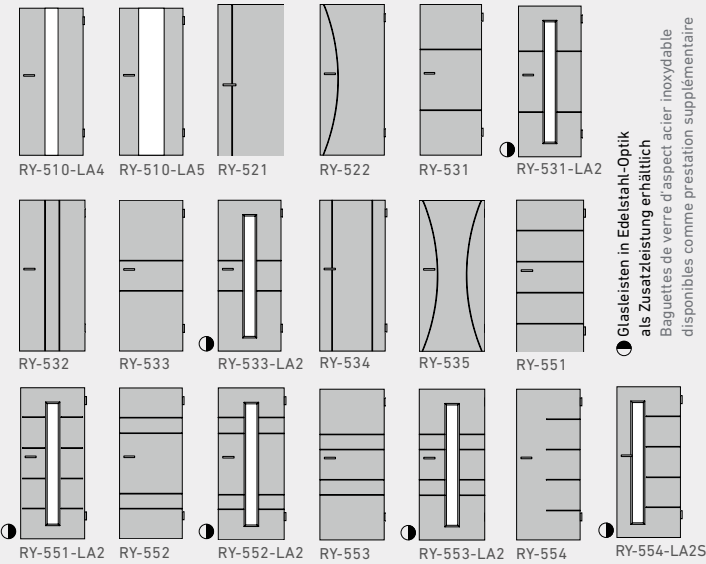 RY-510-LA4
RY-510-LA5
RY-521
RY-522
RY-531
RY-531-LA2
RY-532
RY-533
RY-533-LA2
RY-534
RY-535
RY-551
RY-551-LA2
RY-552
RY-552-LA2
RY-553
RY-553-LA2
RY-554
RY-554-LA2S
Glasleisten in Edelstahl-Optik
als Zusatzleistung erhältlich
Baguettes de verre d'aspect acier inoxydable
disponibles comme prestation supplémentaire